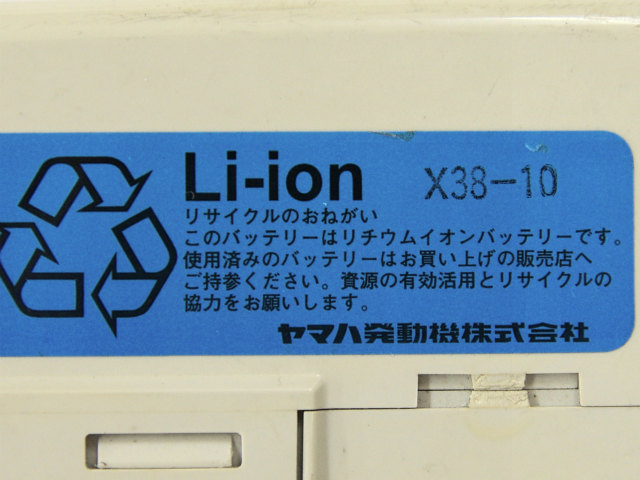 Li-ion X38-10
リサイクルのおねがい
このバッテリーはリチウムイオンバッテリーです。
使用済みのバッテリーはお買い上げの販売店へ
ご持参ください。資源の有効活用とリサイクルの
協力をお願いします。
ヤマハ発動機株式会社